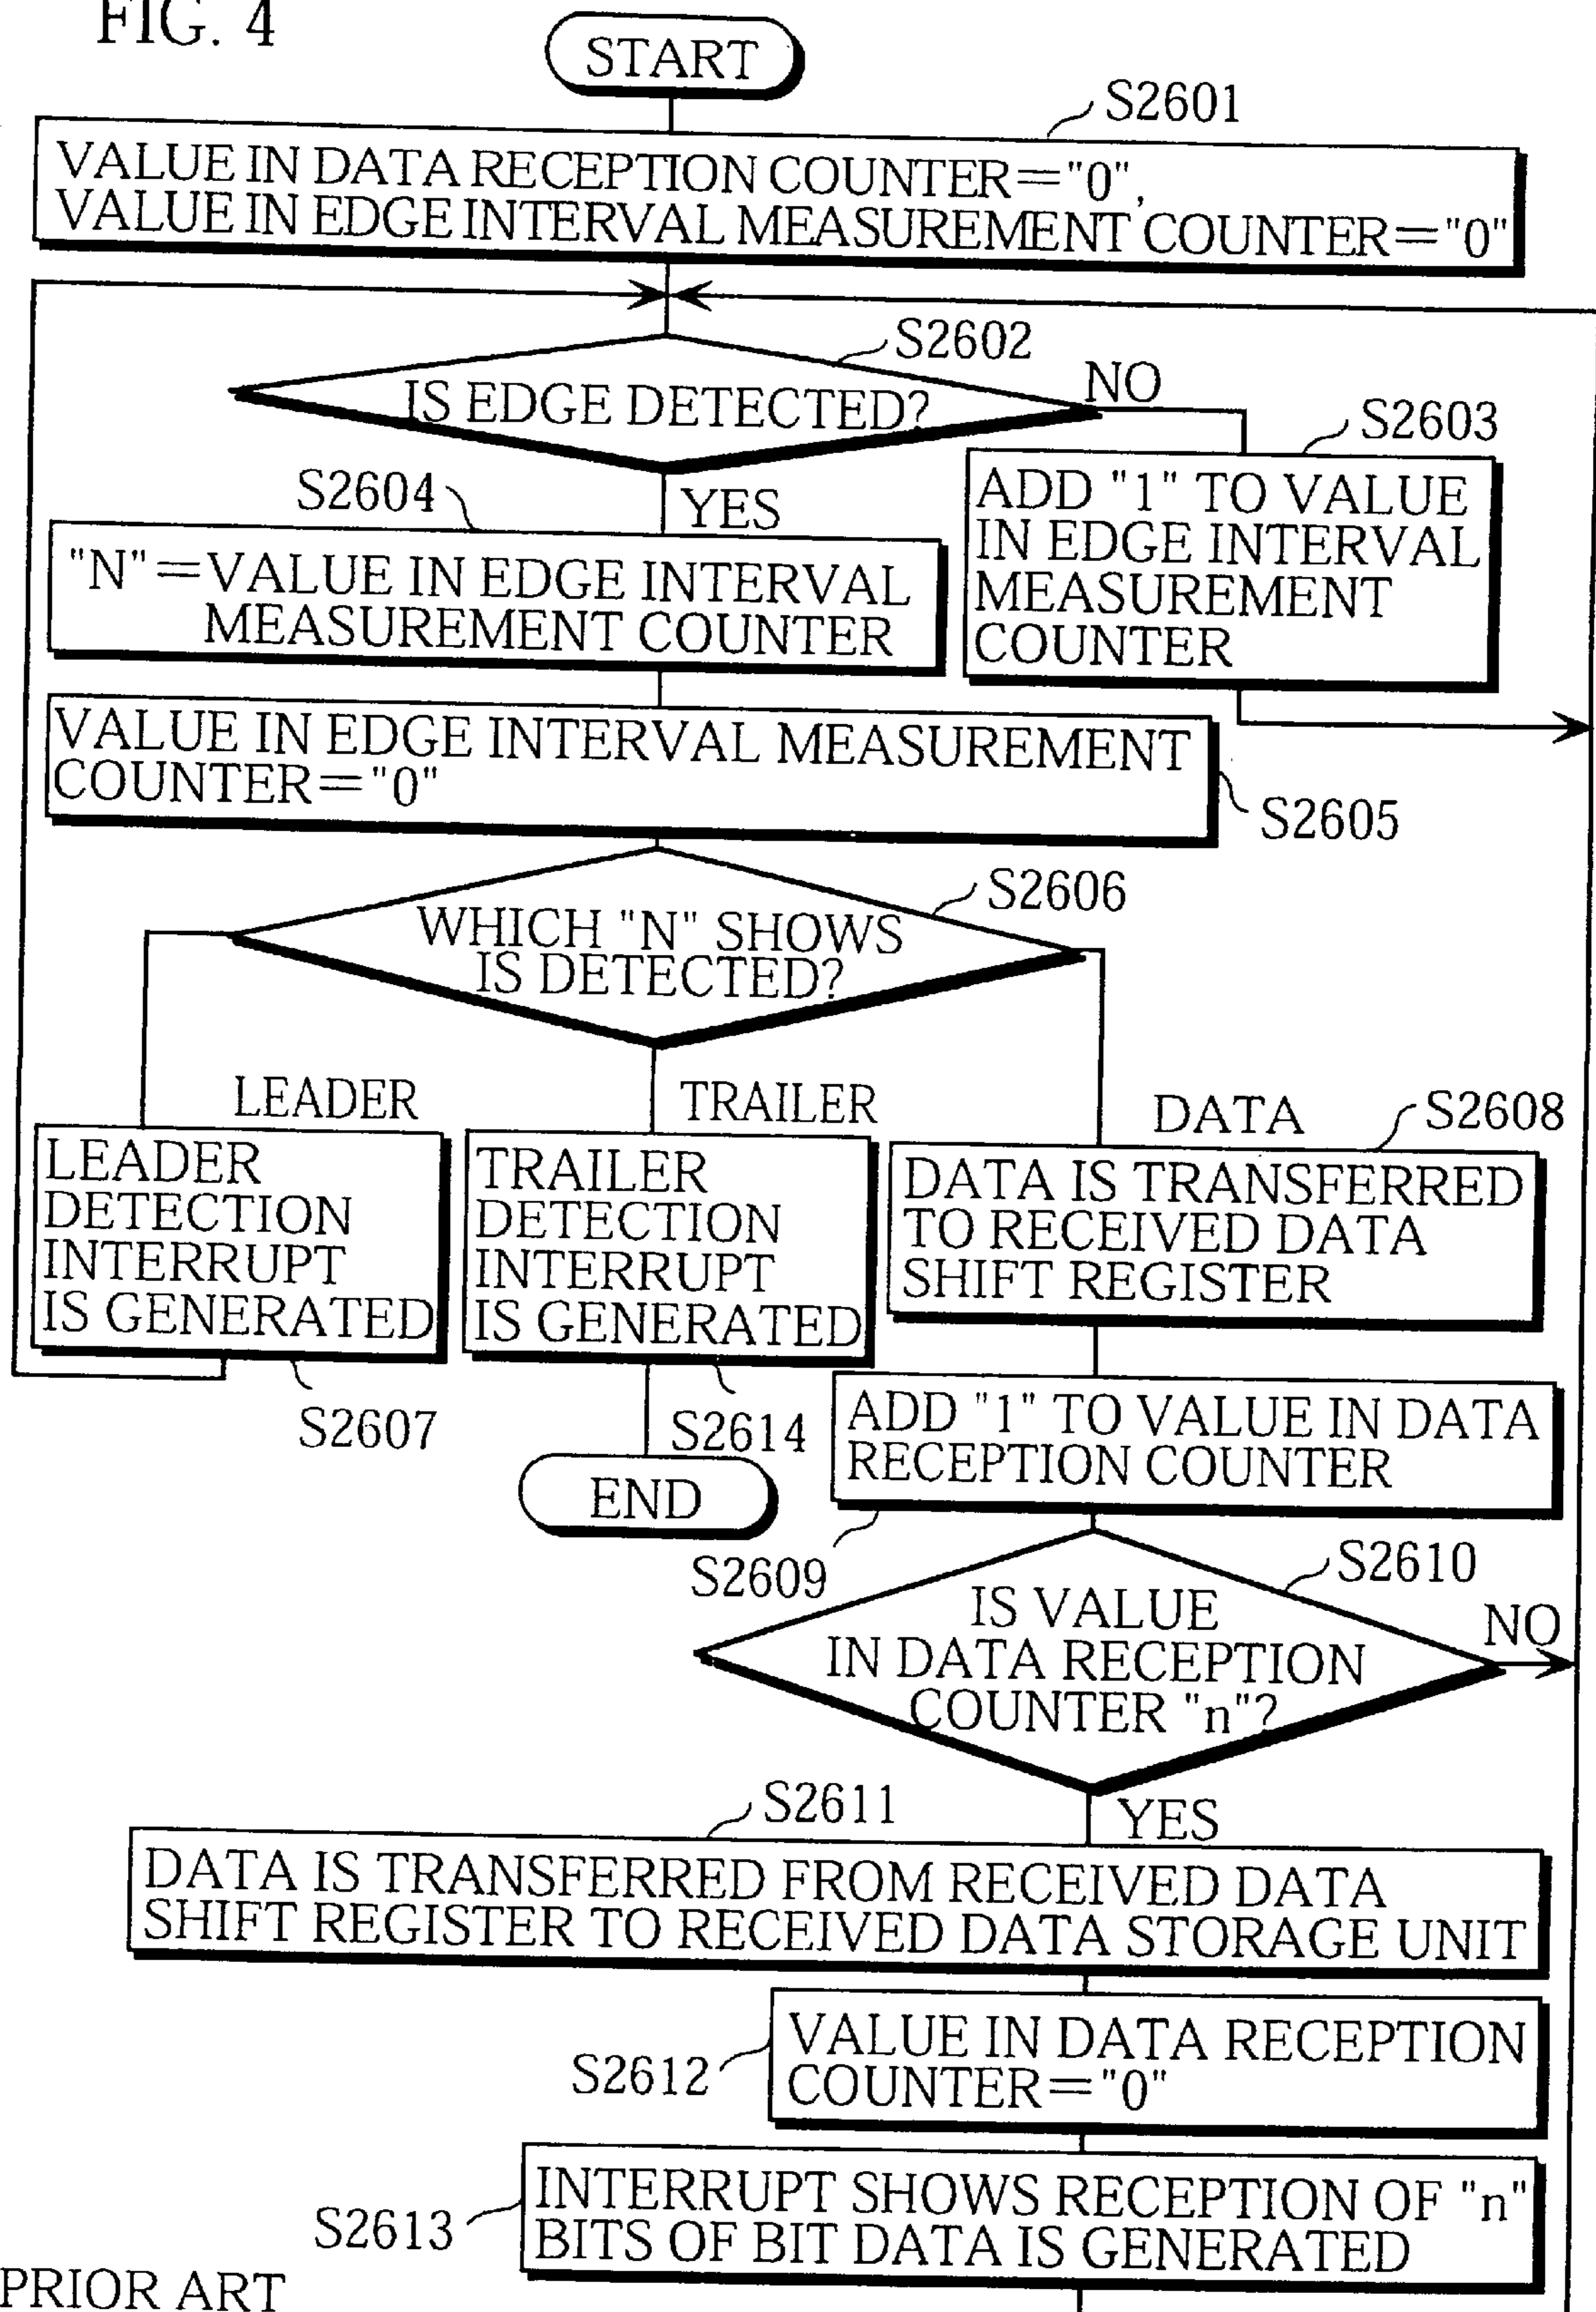 FIG. 4
START
S2601
VALUE IN DATA RECEPTION COUNTER="0",
VALUE IN EDGE INTERVAL MEASUREMENT COUNTER="0"
S2602
IS EDGE DETECTED?
NO
S2603
ADD "1" TO VALUE
IN EDGE INTERVAL
MEASUREMENT
COUNTER
S2604
YES
"N"=VALUE IN EDGE INTERVAL
MEASUREMENT COUNTER
VALUE IN EDGE INTERVAL MEASUREMENT
COUNTER="0"
S2605
S2606
WHICH "N" SHOWS
IS DETECTED?
LEADER
TRAILER
DATA
S2608
LEADER
DETECTION
INTERRUPT
IS GENERATED
S2607
TRAILER
DETECTION
INTERRUPT
IS GENERATED
S2614
END
DATA IS TRANSFERRED
TO RECEIVED DATA
SHIFT REGISTER
ADD "1" TO VALUE IN DATA
RECEPTION COUNTER
S2609
S2610
IS VALUE
IN DATA RECEPTION
COUNTER "n"?
NO
YES
S2611
DATA IS TRANSFERRED FROM RECEIVED DATA
SHIFT REGISTER TO RECEIVED DATA STORAGE UNIT
S2612
VALUE IN DATA RECEPTION
COUNTER="0"
S2613
INTERRUPT SHOWS RECEPTION OF "n"
BITS OF BIT DATA IS GENERATED
PRIOR ART